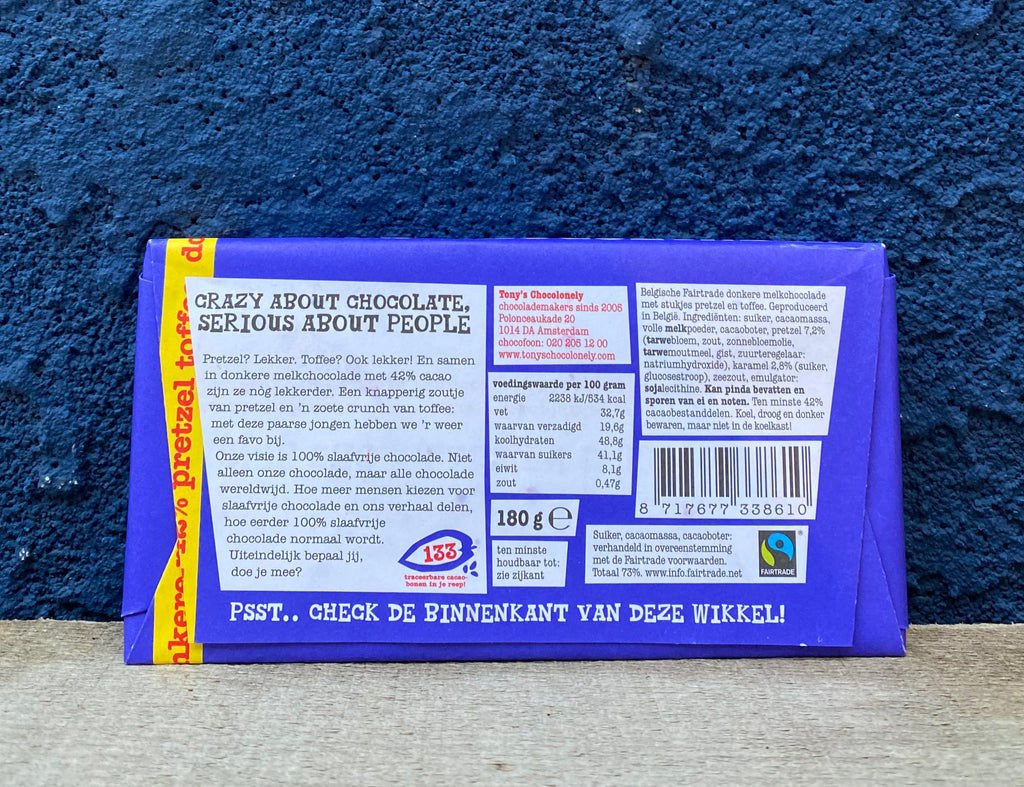 donkere 42% pretzel toffe
do
CRAZY ABOUT CHOCOLATE,
SERIOUS ABOUT PEOPLE
Pretzel? Lekker. Toffee? Ook lekker! En samen
in donkere melkchocolade met 42% cacao
zijn ze nòg lekkerder. Een knapperig zoutje
van pretzel en 'n zoete crunch van toffee:
met deze paarse jongen hebben we 'r weer
een favo bij.
Onze visie is 100% slaafvrije chocolade. Niet
alleen onze chocolade, maar alle chocolade
wereldwijd. Hoe meer mensen kiezen voor
slaafvrije chocolade en ons verhaal delen,
hoe eerder 100% slaafvrije
chocolade normaal wordt.
Uiteindelijk bepaal jij,
doe je mee?
133
traceerbare cacao-
bonen in je reep!
Tony's Chocolonely
chocolademakers sinds 2005
Polonceaukade 20
1014 DA Amsterdam
chocofoon: 020 205 12 00
www.tonyschocolonely.com
voedingswaarde per 100 gram
energie 2238 kJ/534 kcal
vet 32,7g
waarvan verzadigd 19,6g
koolhydraten 48,8g
waarvan suikers 41,1g
eiwit 8,1g
zout 0,47g
180 g ℮
ten minste
houdbaar tot:
zie zijkant
Belgische Fairtrade donkere melkchocolade
met stukjes pretzel en toffee. Geproduceerd
in België. Ingrediënten: suiker, cacaomassa,
volle melkpoeder, cacaoboter, pretzel 7,2%
(tarwebloem, zout, zonnebloemolie,
tarwemoutmeel, gist, zuurteregelaar:
natriumhydroxide), karamel 2,8% (suiker,
glucosestroop), zeezout, emulgator:
sojalecithine. Kan pinda bevatten en
sporen van ei en noten. Ten minste 42%
cacaobestanddelen. Koel, droog en donker
bewaren, maar niet in de koelkast!
8 717677 338610
Suiker, cacaomassa, cacaoboter:
verhandeld in overeenstemming
met de Fairtrade voorwaarden.
Totaal 73%. www.info.fairtrade.net
FAIRTRADE
®
PSST.. CHECK DE BINNENKANT VAN DEZE WIKKEL!